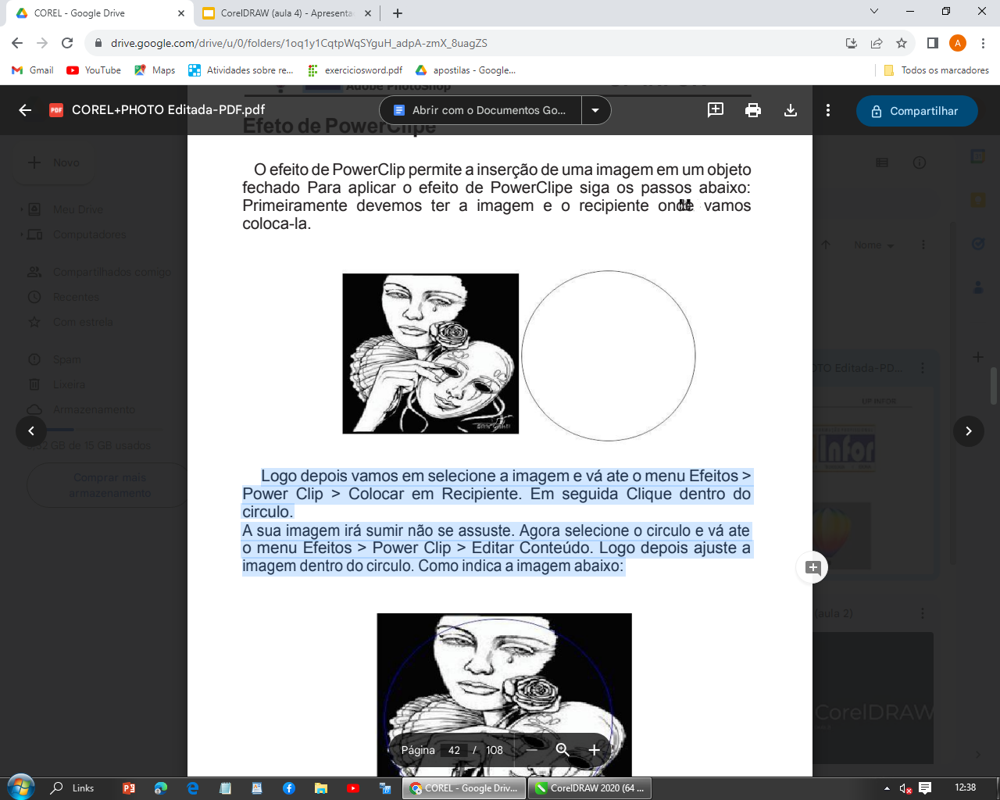 COREL - Google Drive
CorelDRAW (aula 4) - Apresenta
drive.google.com/drive/u/0/folders/1oq1y1CqtpWqSYguH_adpA-zmX_8uagZS
A
Gmail
YouTube
Maps
Atividades sobre re...
exerciciosword.pdf
apostilas - Google...
Todos os marcadores
Adobe PhotoShop
PDF
COREL+PHOTO Editada-PDF.pdf
Abrir com o Documentos Go...
Compartilhar
Efeto de PowerClipe
Novo
Meu Drive
Computadores
Compartilhados comigo
Recentes
Com estrela
Spam
Lixeira
Armazenamento
GB de 15 GB usados
Comprar mais
armazenamento
Nome
O efeito de PowerClip permite a inserção de uma imagem em um objeto
fechado Para aplicar o efeito de PowerClipe siga os passos abaixo:
Primeiramente devemos ter a imagem e o recipiente onde vamos
coloca-la.
Logo depois vamos em selecione a imagem e vá ate o menu Efeitos >
Power Clip > Colocar em Recipiente. Em seguida Clique dentro do
circulo.
A sua imagem irá sumir não se assuste. Agora selecione o circulo e vá ate
o menu Efeitos > Power Clip > Editar Conteúdo. Logo depois ajuste a
imagem dentro do circulo. Como indica a imagem abaixo:
OTO Editada-PD...
UP INFOR
Infor
(aula 2)
CorelDRAW
Página 42 / 108
Links
COREL - Google Driv...
CorelDRAW 2020 (64 ...
12:38